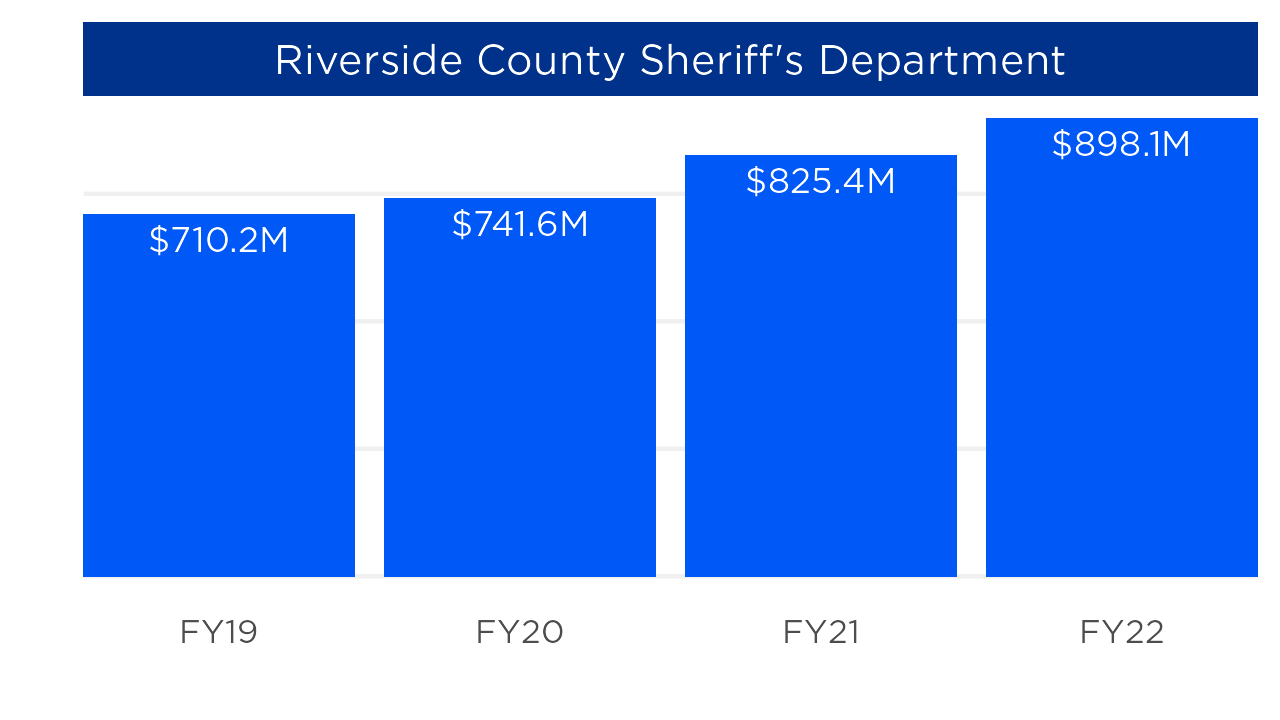 Riverside County Sheriff's Department
$710.2M
$741.6M
$825.4M
$898.1M
FY19
FY20
FY21
FY22